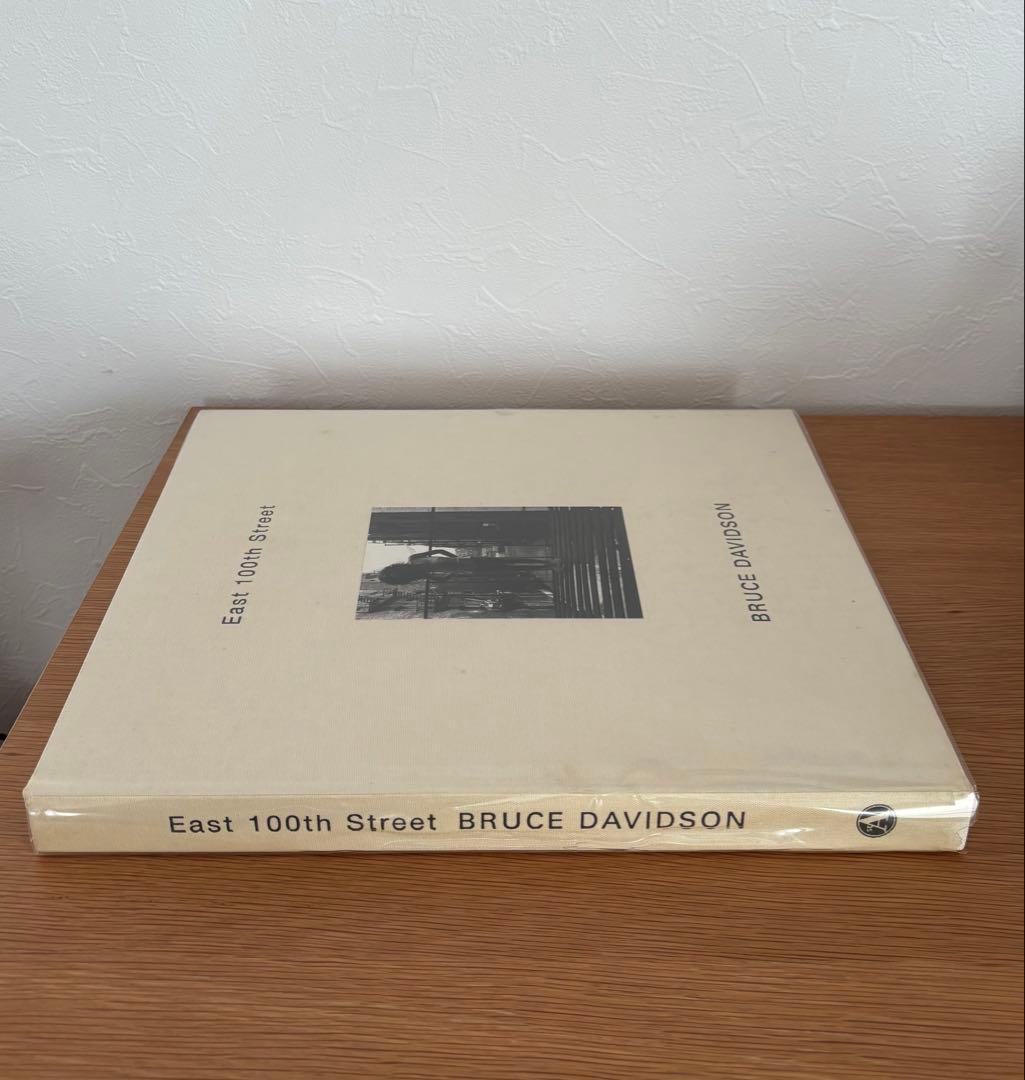 East 100th Street
BRUCE DAVIDSON
East 100th Street BRUCE DAVIDSON
A